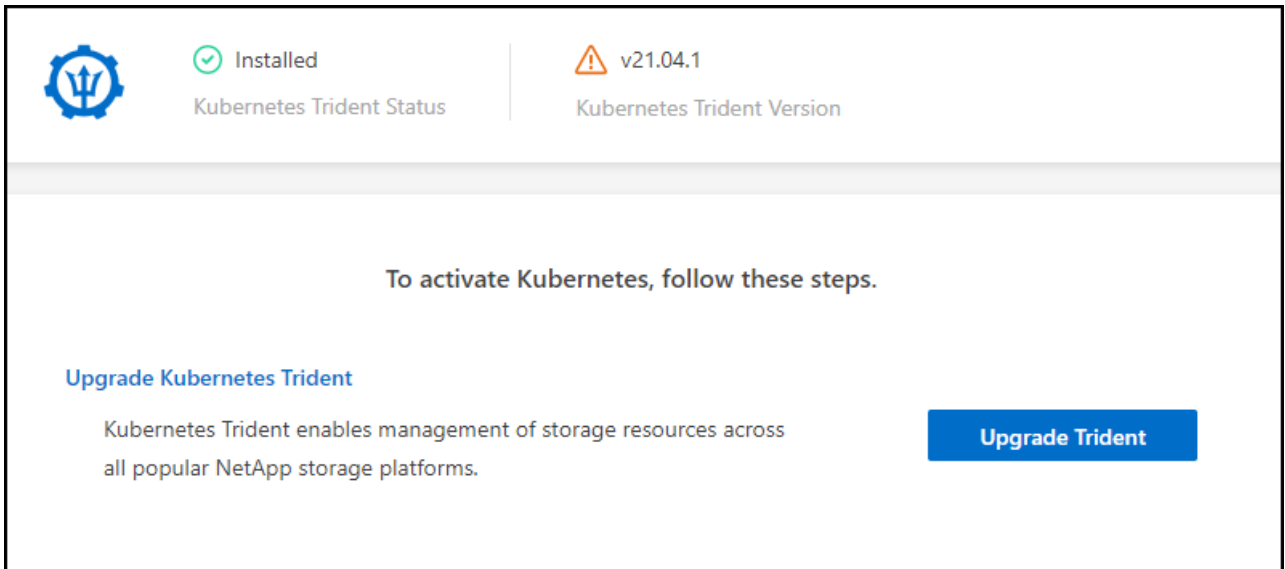 Installed
Kubernetes Trident Status
v21.04.1
Kubernetes Trident Version
To activate Kubernetes, follow these steps.
Upgrade Kubernetes Trident
Kubernetes Trident enables management of storage resources across
all popular NetApp storage platforms.
Upgrade Trident